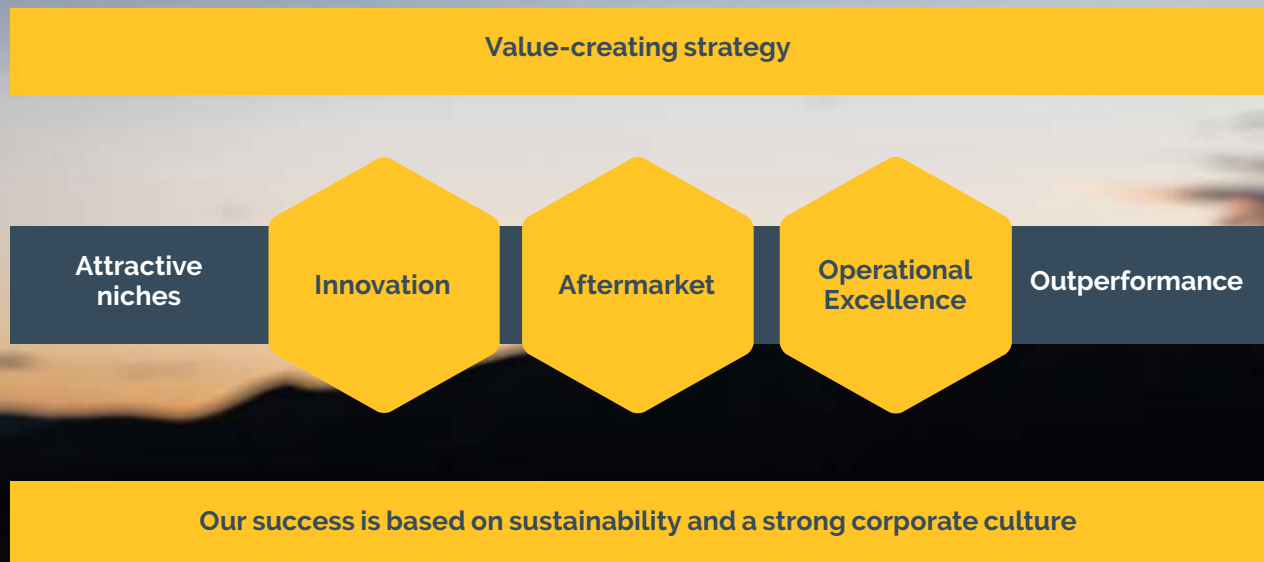 Value-creating strategy
Attractive
niches
Innovation
Aftermarket
Operational
Excellence
Outperformance
Our success is based on sustainability and a strong corporate culture